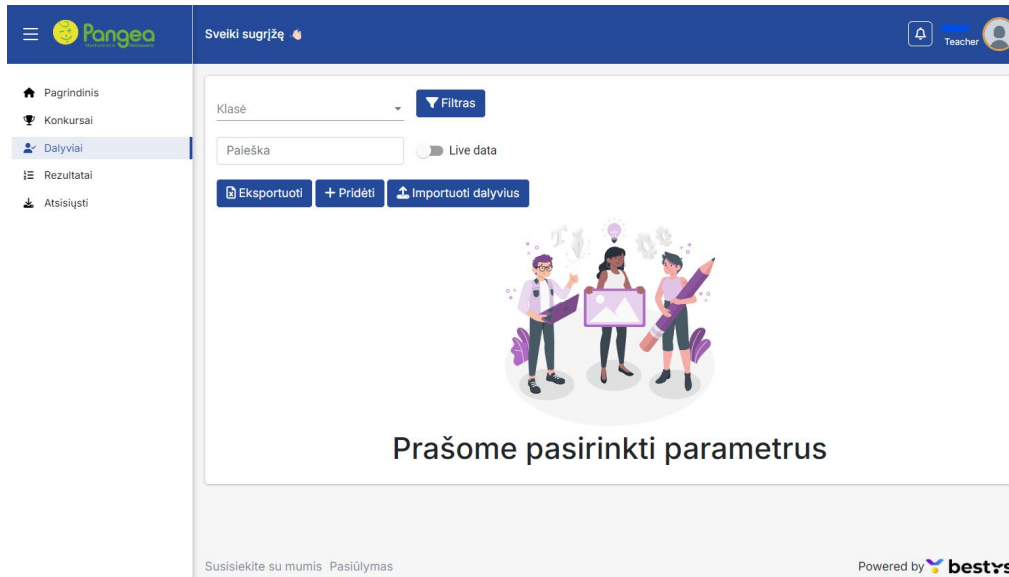 Pangea
Sveiki sugrįžę
Teacher
Pagrindinis
Konkursai
Dalyviai
Rezultatai
Atsisiųsti
Klasė
Filtras
Paieška
Live data
Eksportuoti
+ Pridėti
Importuoti dalyvius
Prašome pasirinkti parametrus
Susisiekite su mumis Pasiūlymas
Powered by bestys